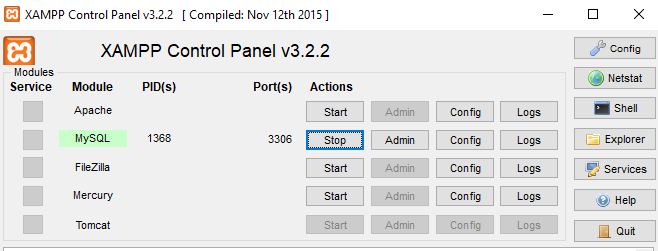 XAMPP Control Panel v3.2.2 [ Compiled: Nov 12th 2015 ]
XAMPP Control Panel v3.2.2
Modules
Service Module PID(s) Port(s) Actions
Apache Start Admin Config Logs
MySQL 1368 3306 Stop Admin Config Logs
FileZilla Start Admin Config Logs
Mercury Start Admin Config Logs
Tomcat Start Admin Config Logs
Config
Netstat
Shell
Explorer
Services
Help
Quit